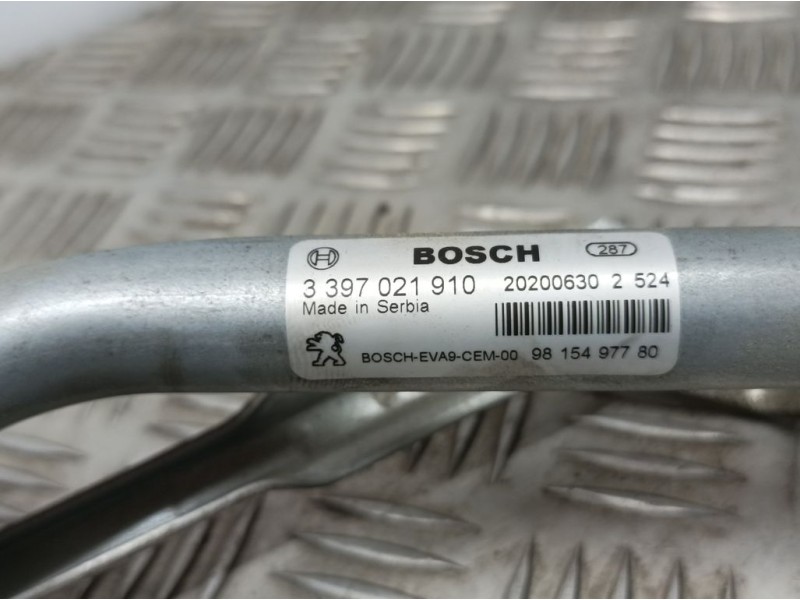 BOSCH 287
3 397 021 910 20200630 2 524
Made in Serbia
BOSCH-EVA9-CEM-00 98 154 977 80